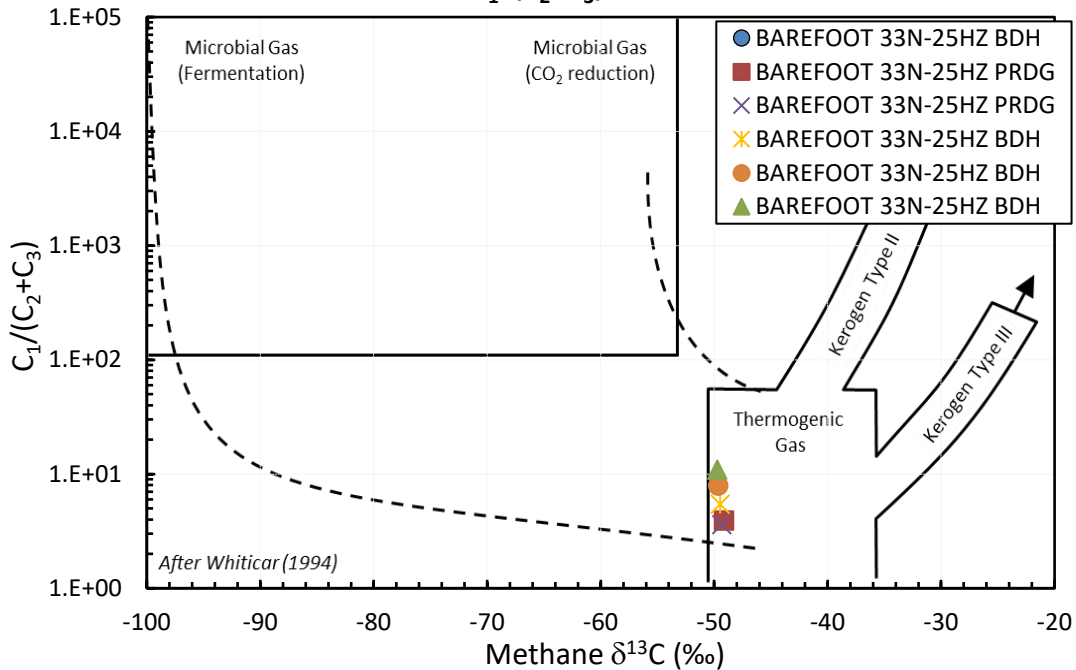 1.E+05
1.E+04
1.E+03
1.E+02
1.E+01
1.E+00
C₁/(C₂+C₃)
Microbial Gas
(Fermentation)
Microbial Gas
(CO₂ reduction)
BAREFOOT 33N-25HZ BDH
BAREFOOT 33N-25HZ PRDG
BAREFOOT 33N-25HZ PRDG
BAREFOOT 33N-25HZ BDH
BAREFOOT 33N-25HZ BDH
BAREFOOT 33N-25HZ BDH
Kerogen Type II
Kerogen Type III
Thermogenic
Gas
After Whiticar (1994)
-100 -90 -80 -70 -60 -50 -40 -30 -20
Methane δ¹³C (‰)